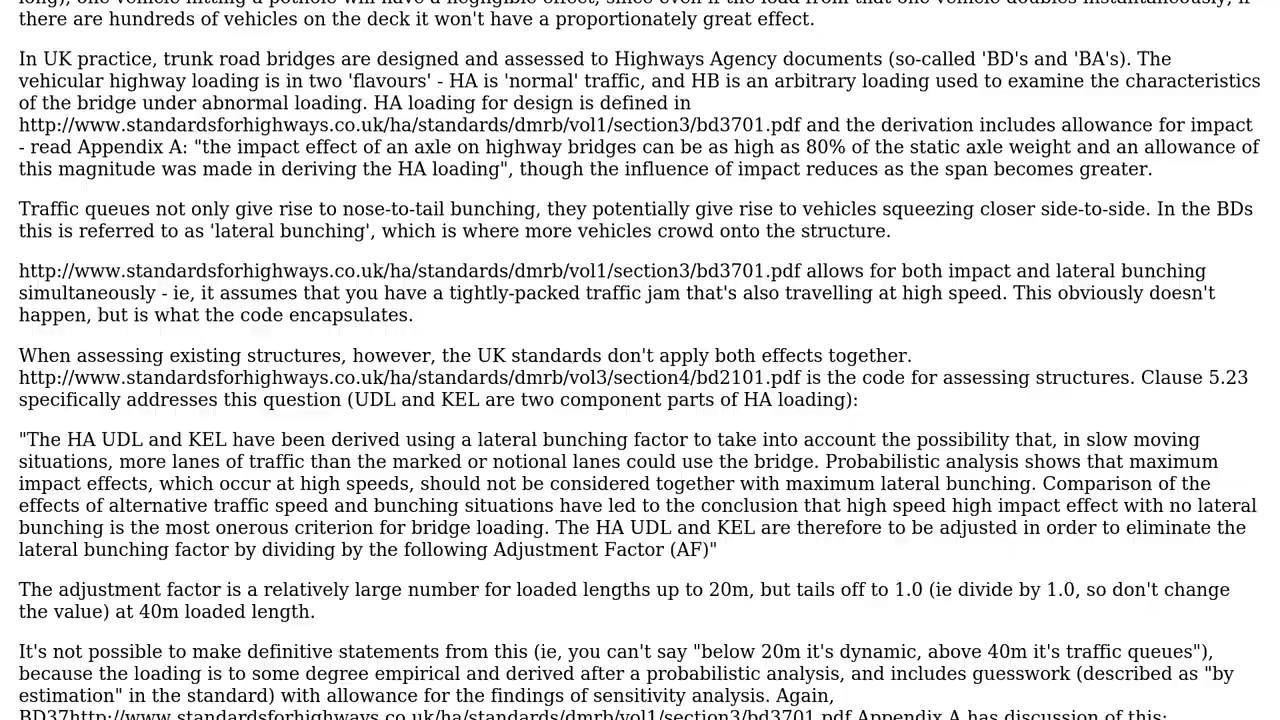 there are hundreds of vehicles on the deck it won't have a proportionately great effect.
In UK practice, trunk road bridges are designed and assessed to Highways Agency documents (so-called 'BD's and 'BA's). The
vehicular highway loading is in two 'flavours' - HA is 'normal' traffic, and HB is an arbitrary loading used to examine the characteristics
of the bridge under abnormal loading. HA loading for design is defined in
http://www.standardsforhighways.co.uk/ha/standards/dmrb/vol1/section3/bd3701.pdf and the derivation includes allowance for impact
- read Appendix A: "the impact effect of an axle on highway bridges can be as high as 80% of the static axle weight and an allowance of
this magnitude was made in deriving the HA loading", though the influence of impact reduces as the span becomes greater.
Traffic queues not only give rise to nose-to-tail bunching, they potentially give rise to vehicles squeezing closer side-to-side. In the BDs
this is referred to as 'lateral bunching', which is where more vehicles crowd onto the structure.
http://www.standardsforhighways.co.uk/ha/standards/dmrb/vol1/section3/bd3701.pdf allows for both impact and lateral bunching
simultaneously - ie, it assumes that you have a tightly-packed traffic jam that's also travelling at high speed. This obviously doesn't
happen, but is what the code encapsulates.
When assessing existing structures, however, the UK standards don't apply both effects together.
http://www.standardsforhighways.co.uk/ha/standards/dmrb/vol3/section4/bd2101.pdf is the code for assessing structures. Clause 5.23
specifically addresses this question (UDL and KEL are two component parts of HA loading):
"The HA UDL and KEL have been derived using a lateral bunching factor to take into account the possibility that, in slow moving
situations, more lanes of traffic than the marked or notional lanes could use the bridge. Probabilistic analysis shows that maximum
impact effects, which occur at high speeds, should not be considered together with maximum lateral bunching. Comparison of the
effects of alternative traffic speed and bunching situations have led to the conclusion that high speed high impact effect with no lateral
bunching is the most onerous criterion for bridge loading. The HA UDL and KEL are therefore to be adjusted in order to eliminate the
lateral bunching factor by dividing by the following Adjustment Factor (AF)"
The adjustment factor is a relatively large number for loaded lengths up to 20m, but tails off to 1.0 (ie divide by 1.0, so don't change
the value) at 40m loaded length.
It's not possible to make definitive statements from this (ie, you can't say "below 20m it's dynamic, above 40m it's traffic queues"),
because the loading is to some degree empirical and derived after a probabilistic analysis, and includes guesswork (described as "by
estimation" in the standard) with allowance for the findings of sensitivity analysis. Again,
BD37http://www.standardsforhighways.co.uk/ha/standards/dmrb/vol1/section3/bd3701.pdf Appendix A has discussion of this: